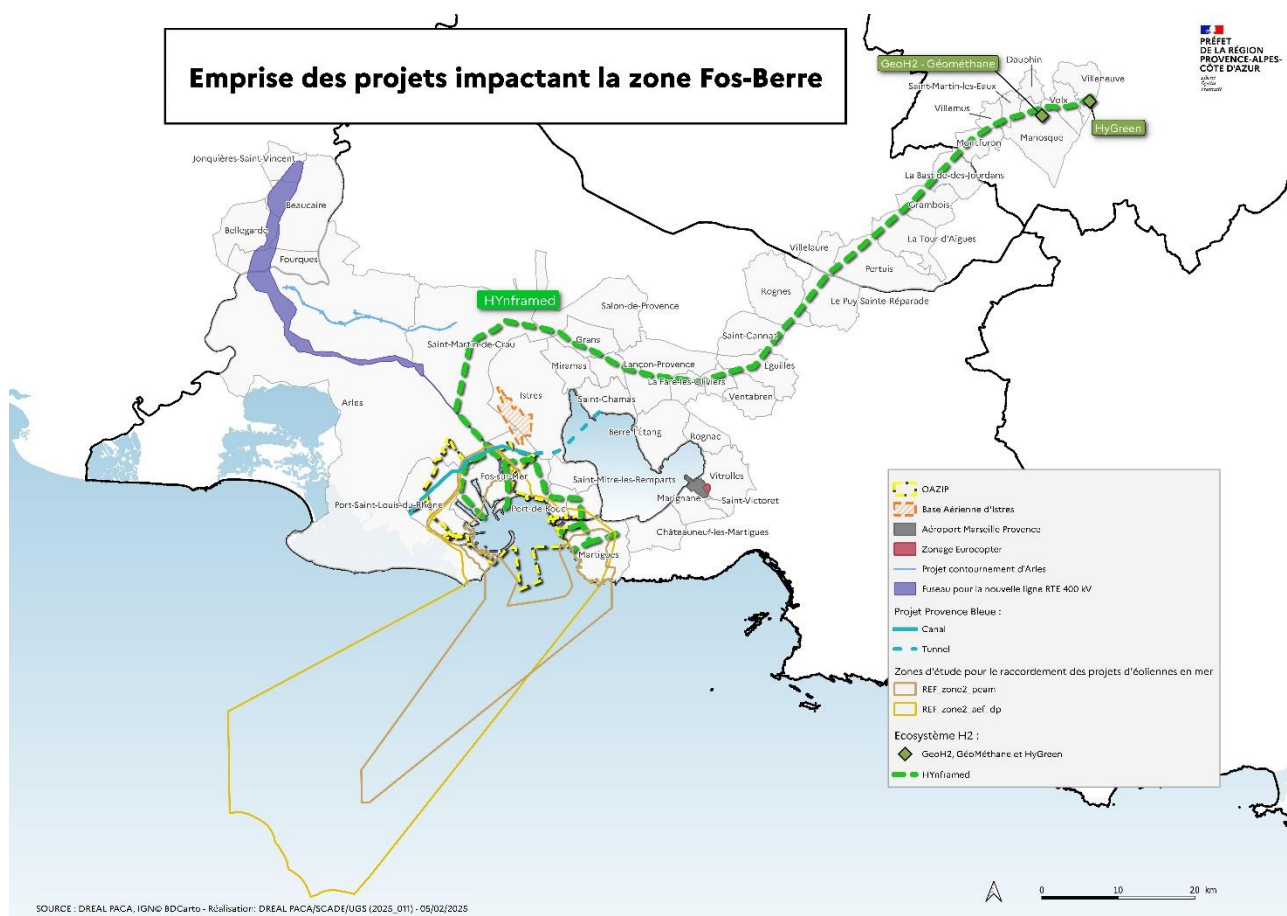 Emprise des projets impactant la zone Fos-Berre
PRÉFET
DE LA RÉGION
PROVENCE-ALPES-
CÔTE D'AZUR
Liberté
Égalité
Fraternité
GeoH2 - Géométhane
Dauphin
Villeneuve
Saint-Martin-les-Eaux
Volx
Villemus
HyGreen
Manosque
Montfuron
Jonquières-Saint-Vincent
La Bastide-des-Jourdans
Beaucaire
Grambois
Bellegarde
La Tour d'Aigues
Villelaure
Fourques
Pertuis
Rognes
HYnframed
Le Puy Sainte-Réparade
Salon-de-Provence
Saint-Cannat
Saint-Martin-de-Crau
Grans
Miramas
Lançon-Provence
Eguilles
La Fare-les-Oliviers
Istres
Saint-Chamas
Ventabren
Arles
Berre-l'Étang
Rognac
Fos-sur-Mer
Saint-Mitre-les-Remparts
Vitrolles
Marignane
Saint-Victoret
Port-Saint-Louis-du-Rhône
Port-de-Bouc
Châteauneuf-les-Martigues
Martigues
OAZIP
Base Aérienne d'Istres
Aéroport Marseille Provence
Zonage Eurocopter
Projet contournement d'Arles
Fuseau pour la nouvelle ligne RTE 400 kV
Projet Provence Bleue :
Canal
Tunnel
Zones d'étude pour le raccordement des projets d'éoliennes en mer
REF_zone2_pcam
REF_zone2_aef_dp
Ecosystème H2 :
GeoH2, GéoMéthane et HyGreen
HYnframed
0 10 20 km
SOURCE : DREAL PACA, IGN© BDCarto - Réalisation: DREAL PACA/SCADE/UGS (2025_011) - 05/02/2025